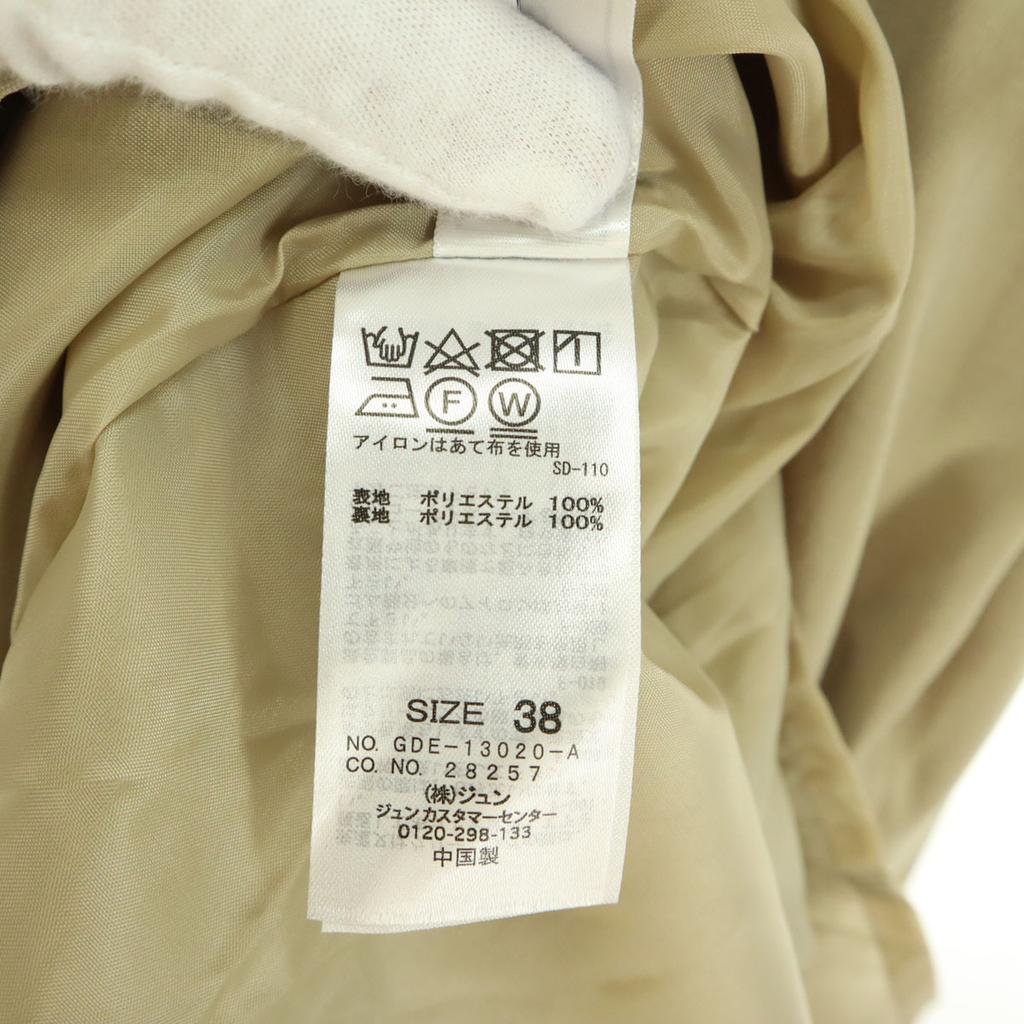 F W
アイロンはあて布を使用
SD-110
表地 ポリエステル 100%
裏地 ポリエステル 100%
SIZE 38
NO. GDE-13020-A
CO. NO. 28257
(株)ジュン
ジュン カスタマーセンター
0120-298-133
中国製